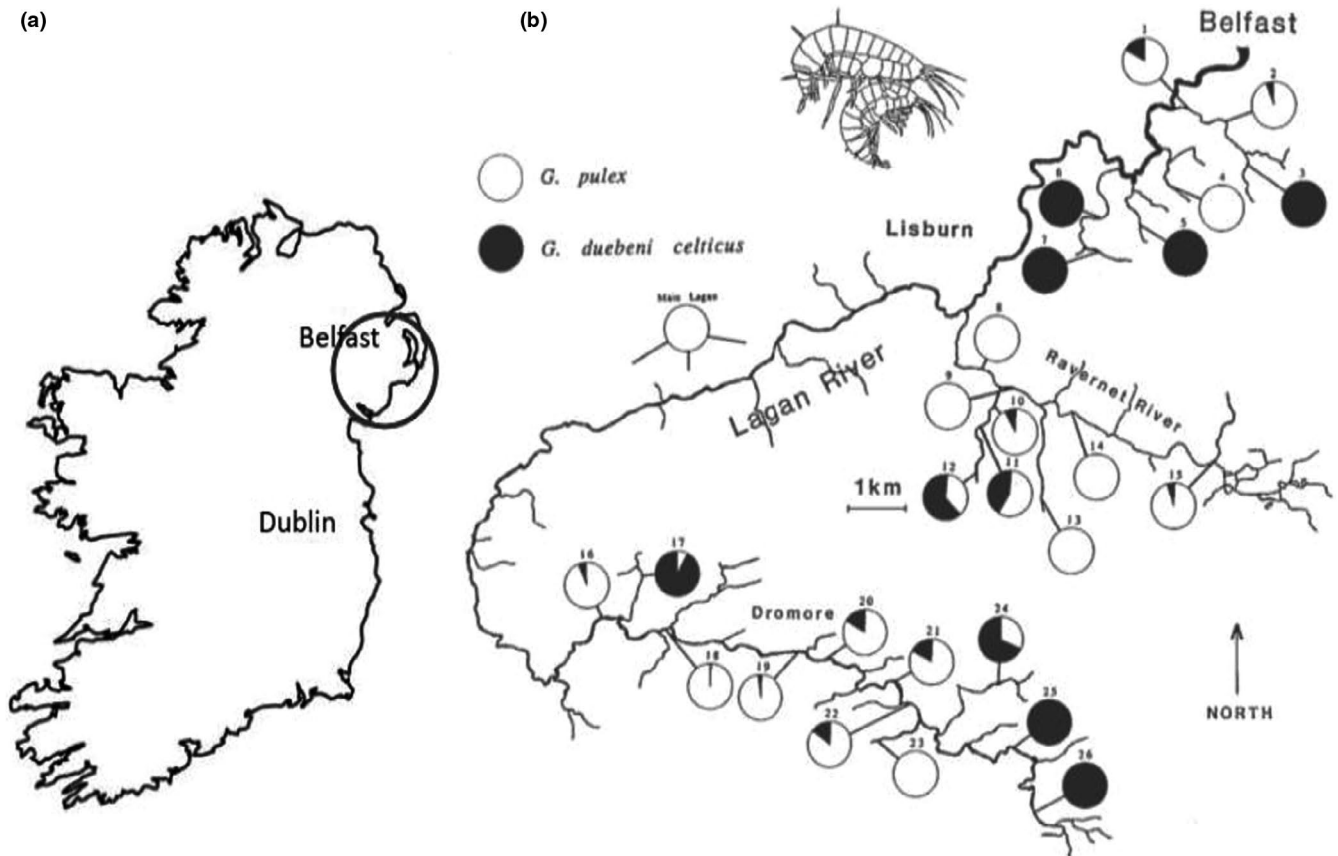 (a)
Belfast
Dublin
(b)
Belfast
G. pulex
G. duebeni celticus
Lisburn
Main Lagan
Lagan River
Ravernet River
1km
Dromore
NORTH
1
2
3
4
5
6
7
8
9
10
11
12
13
14
15
16
17
18
19
20
21
22
23
24
25
26